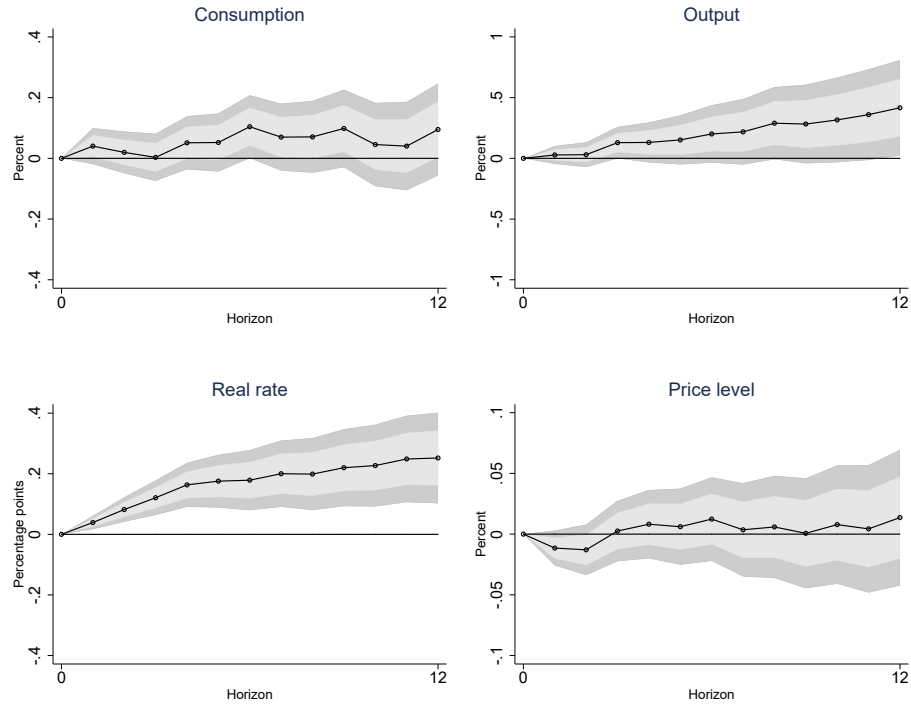 Consumption
Percent
.4
.2
0
-.2
-.4
0
12
Horizon
Output
Percent
1
.5
0
-.5
-1
0
12
Horizon
Real rate
Percentage points
.4
.2
0
-.2
-.4
0
12
Horizon
Price level
Percent
.1
.05
0
-.05
-.1
0
12
Horizon